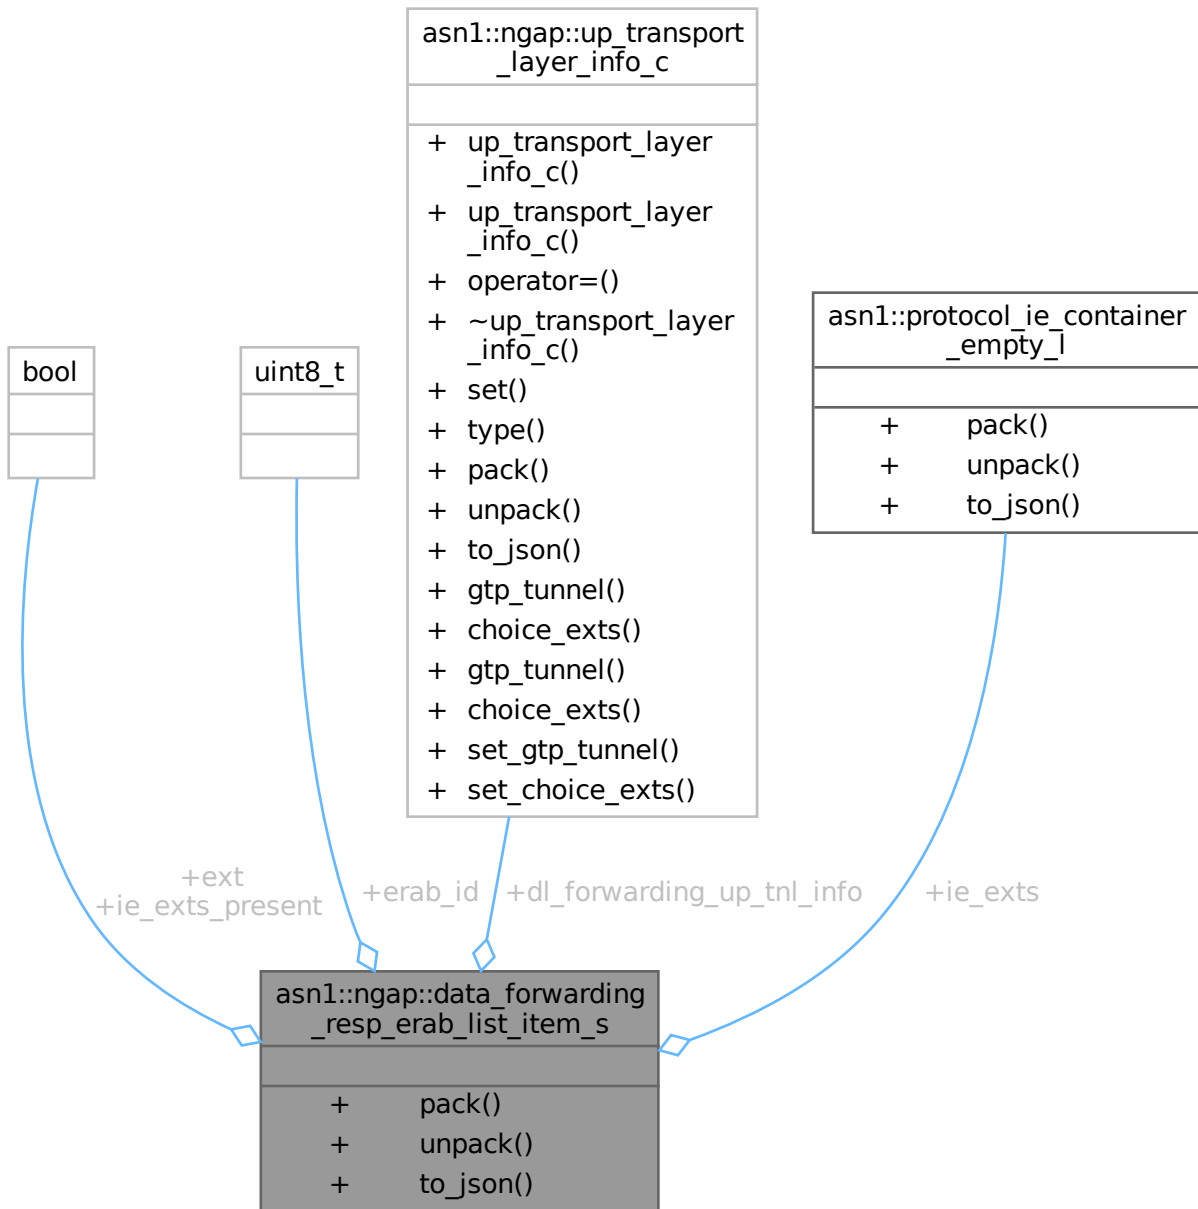 asn1::ngap::up_transport
_layer_info_c
+ up_transport_layer
_info_c()
+ up_transport_layer
_info_c()
+ operator=()
+ ~up_transport_layer
_info_c()
+ set()
+ type()
+ pack()
+ unpack()
+ to_json()
+ gtp_tunnel()
+ choice_exts()
+ gtp_tunnel()
+ choice_exts()
+ set_gtp_tunnel()
+ set_choice_exts()
asn1::protocol_ie_container
_empty_l
+ pack()
+ unpack()
+ to_json()
bool
uint8_t
+ext
+ie_exts_present
+erab_id
+dl_forwarding_up_tnl_info
+ie_exts
asn1::ngap::data_forwarding
_resp_erab_list_item_s
+ pack()
+ unpack()
+ to_json()